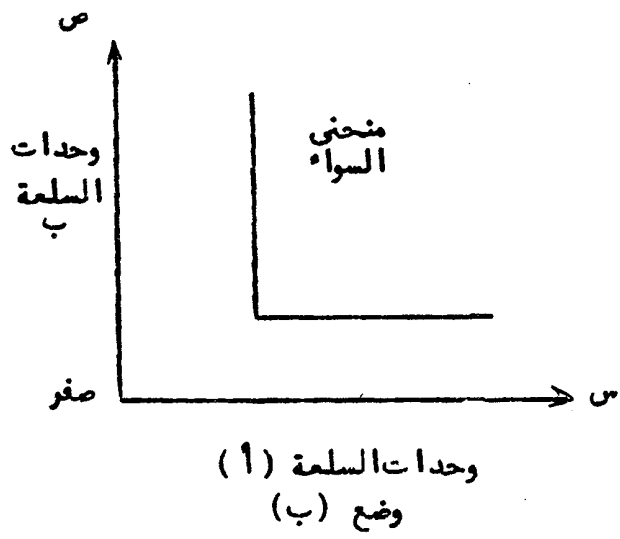 ص
وحدات
السلعة
ب
منحنى
السواء
صفر
س
وحدات السلعة (أ)
وضع (ب)